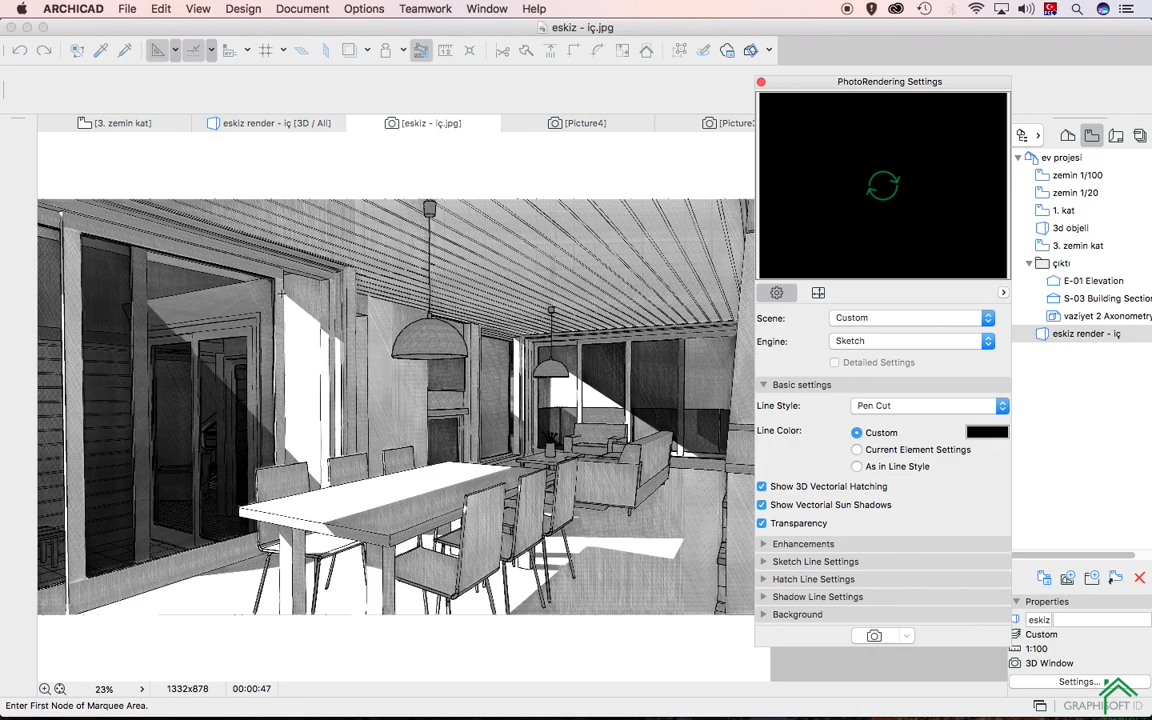 ARCHICAD File Edit View Design Document Options Teamwork Window Help
eskiz - iç.jpg
[3. zemin kat] eskiz render - iç [3D / All] [eskiz - iç.jpg] [Picture4] [Picture
PhotoRendering Settings
Scene: Custom
Engine: Sketch
Detailed Settings
Basic settings
Line Style: Pen Cut
Line Color: Custom
Current Element Settings
As in Line Style
Show 3D Vectorial Hatching
Show Vectorial Sun Shadows
Transparency
Enhancements
Sketch Line Settings
Hatch Line Settings
Shadow Line Settings
Background
ev projesi
zemin 1/100
zemin 1/20
1. kat
3d objeli
3. zemin kat
çıktı
E-01 Elevation
S-03 Building Section
vaziyet 2 Axonometry
eskiz render - iç
Properties
eskiz
Custom
1:100
3D Window
Settings...
23% 1332x878 00:00:47
Enter First Node of Marquee Area.
GRAPHISOFT ID